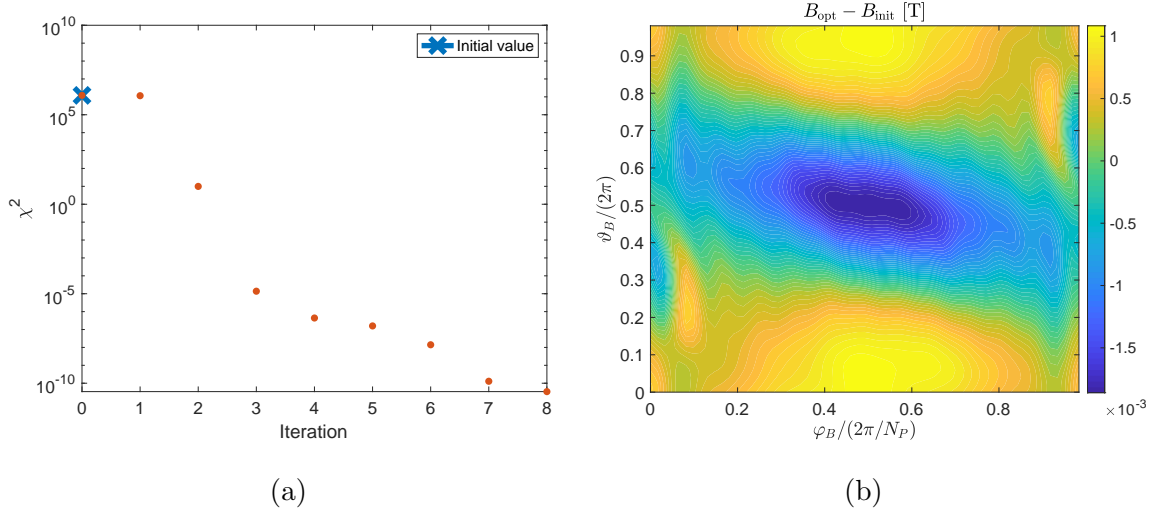 B_opt − B_init [T]
Initial value
10^10
10^5
10^0
10^-5
10^-10
χ^2
0 1 2 3 4 5 6 7 8
Iteration
(a)
0.9
0.8
0.7
0.6
0.5
0.4
0.3
0.2
0.1
0
ϑ_B/(2π)
0 0.2 0.4 0.6 0.8
φ_B/(2π/N_P)
1
0.5
0
-0.5
-1
-1.5
×10^-3
(b)